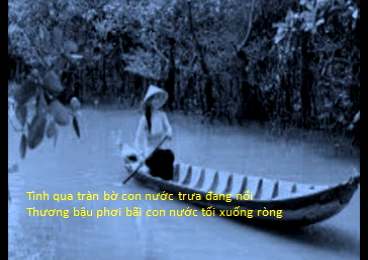 Tình qua tràn bờ con nước trưa đang nổi
Thương bậu phơi bãi con nước tối xuống ròng